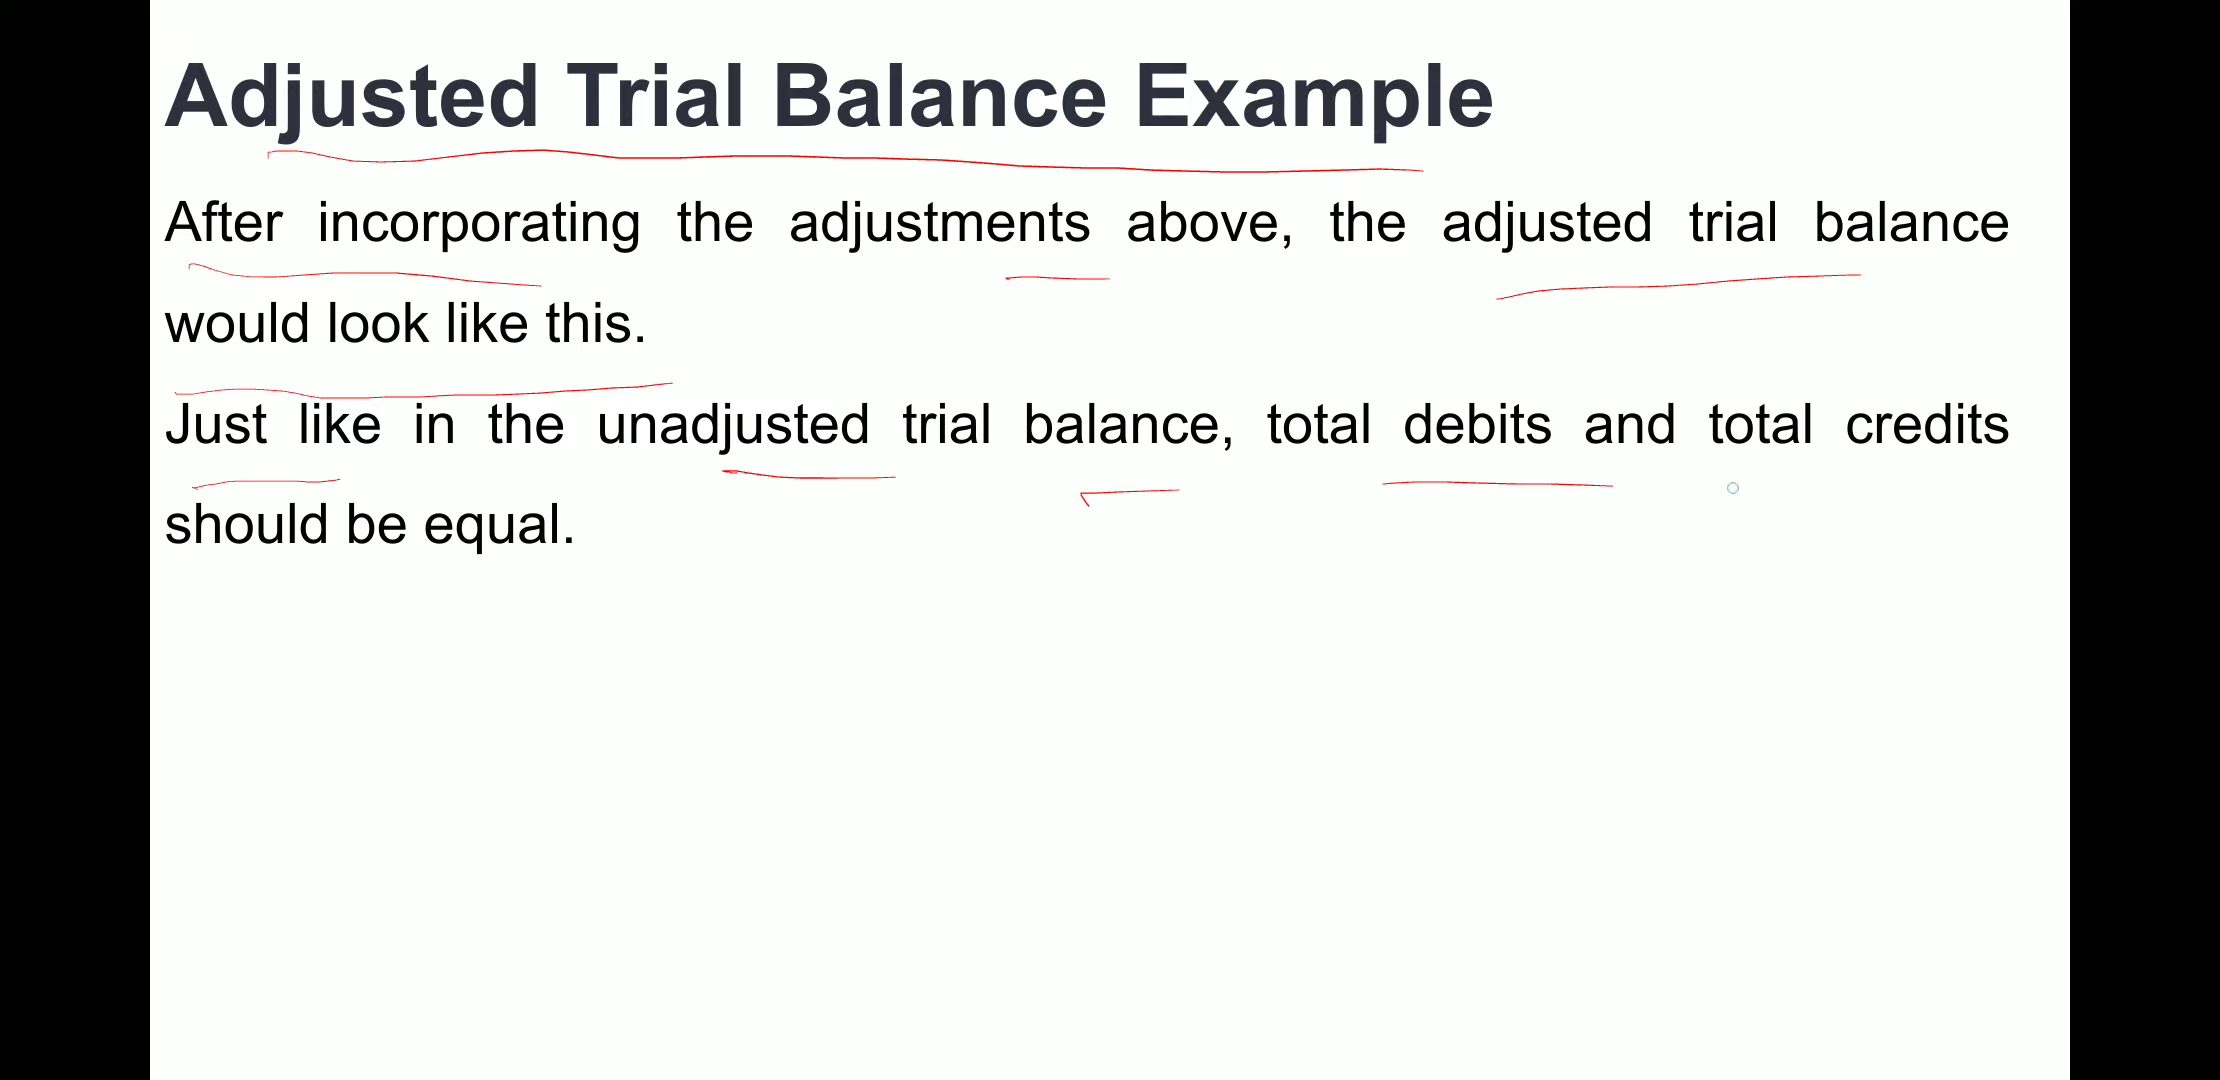 Adjusted Trial Balance Example
After incorporating the adjustments above, the adjusted trial balance
would look like this.
Just like in the unadjusted trial balance, total debits and total credits
should be equal.